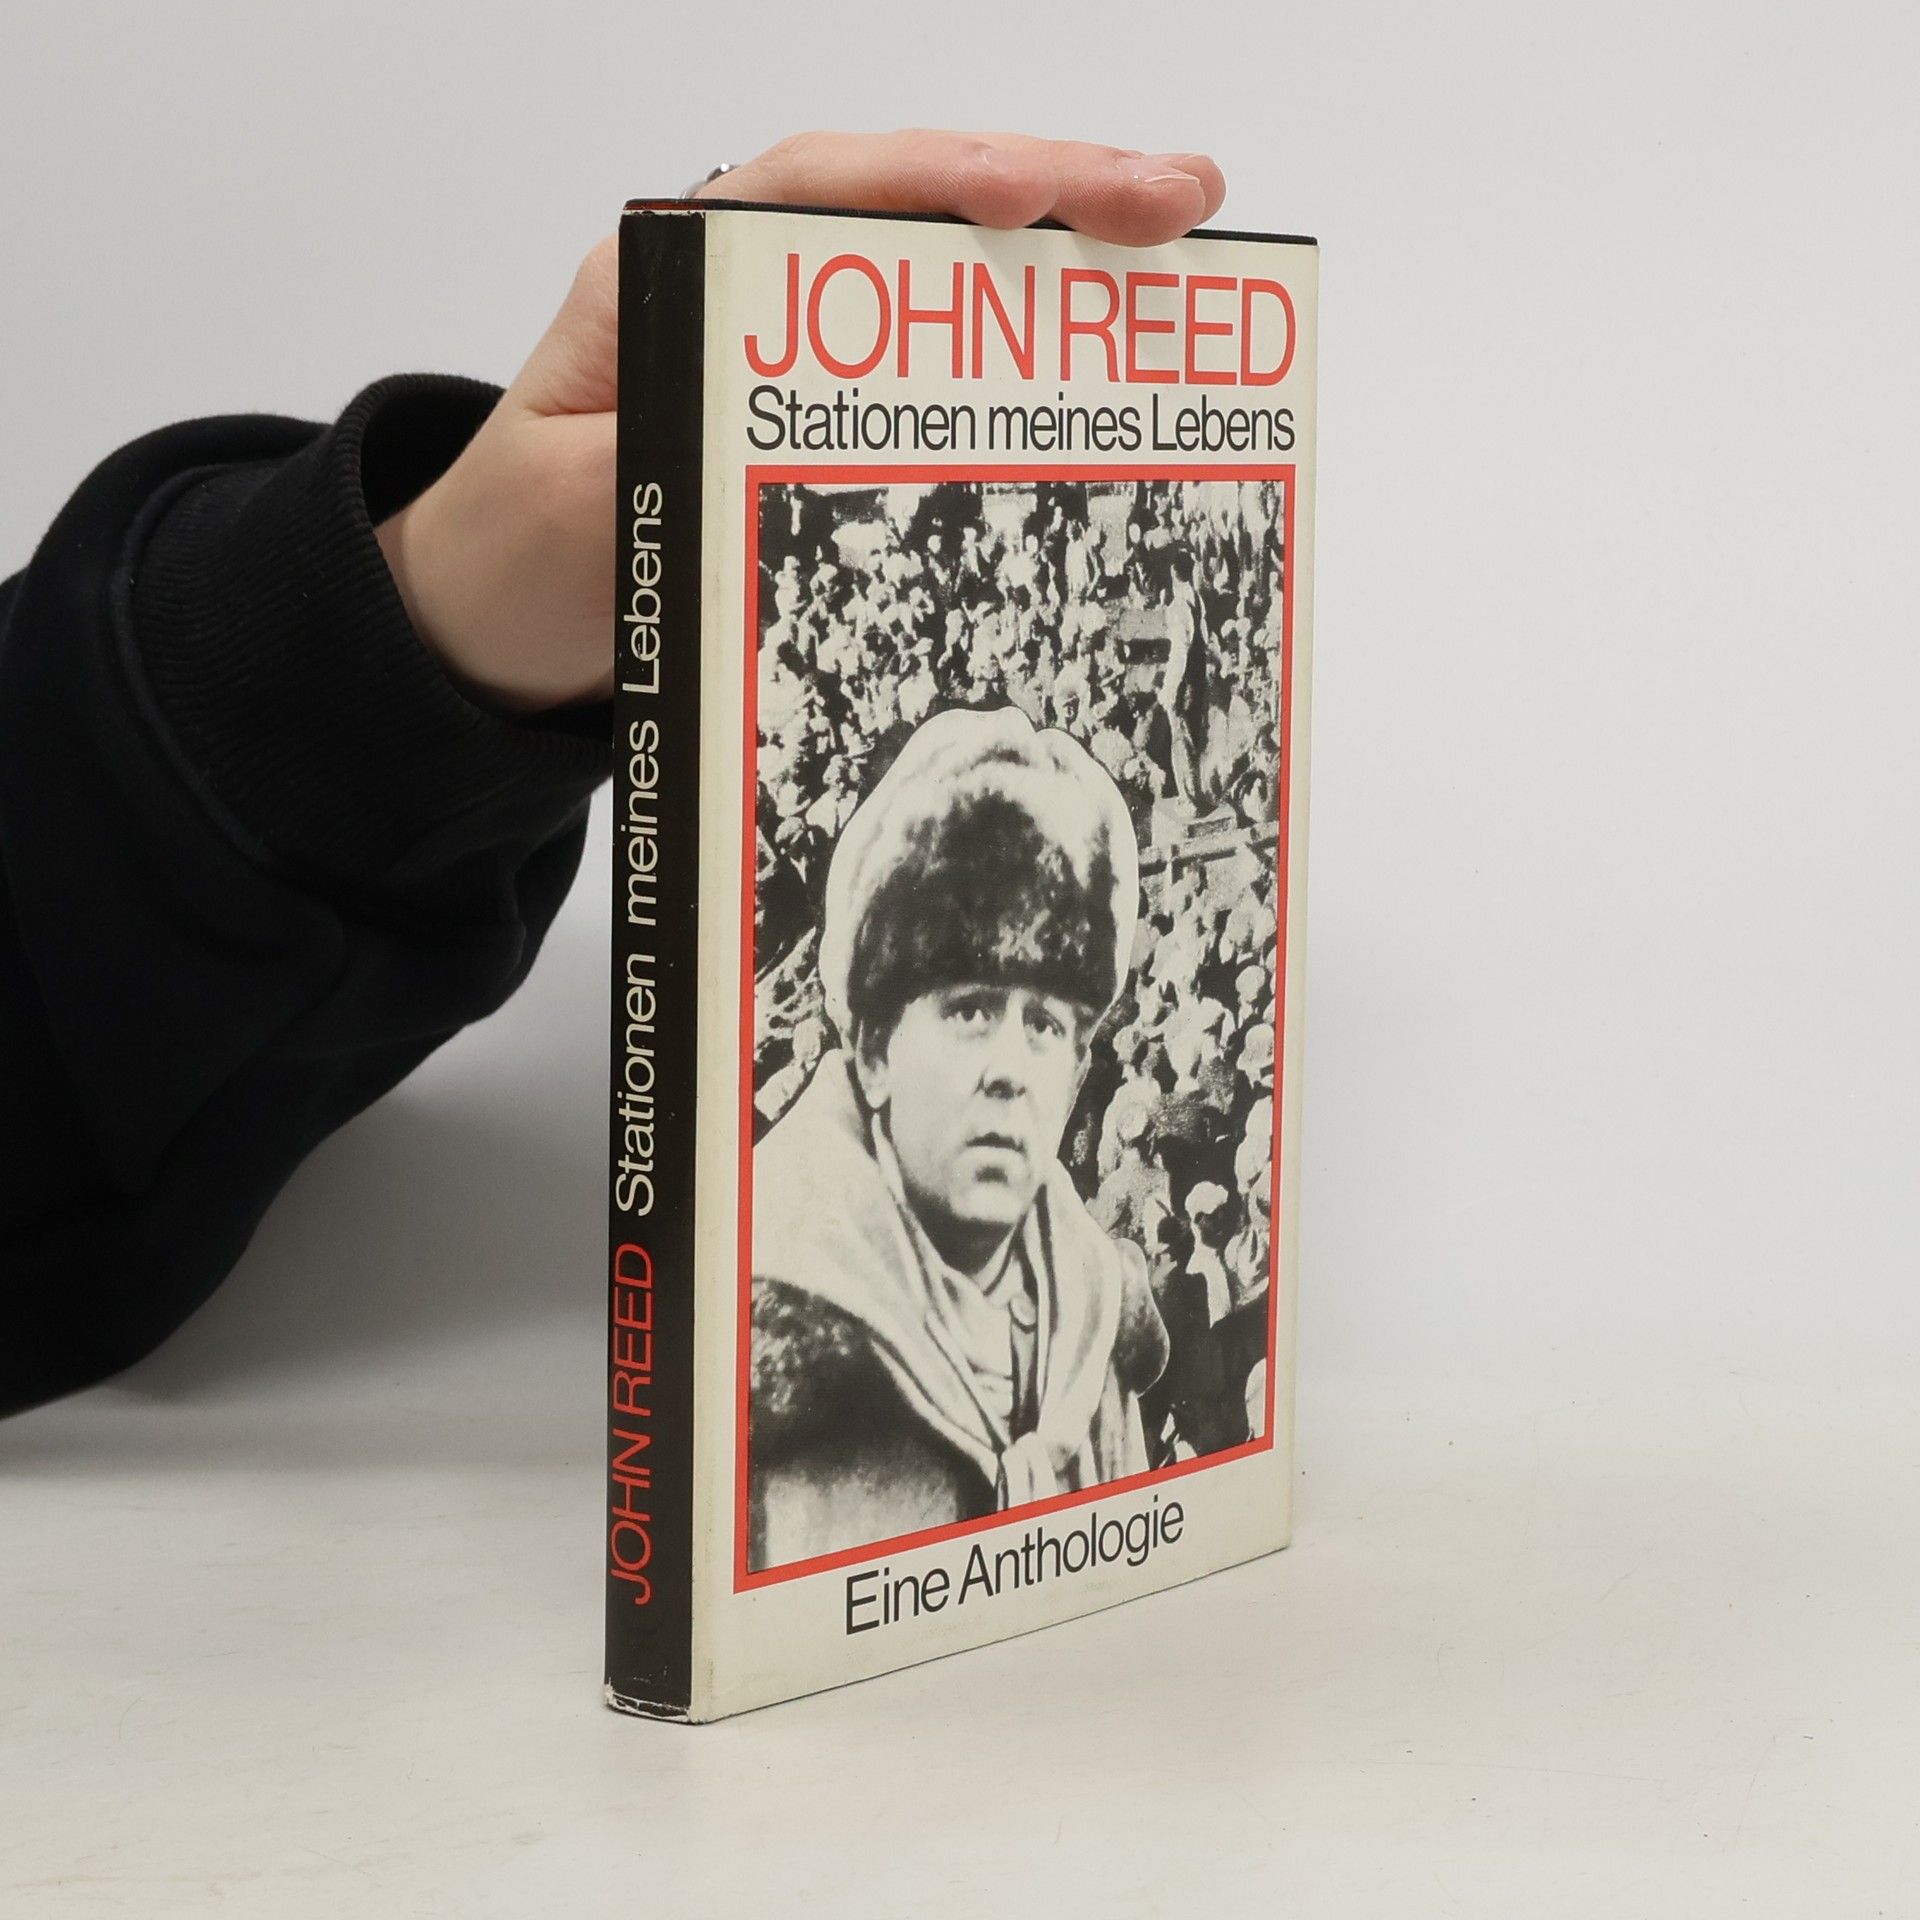 JOHN REED
Stationen meines Lebens
Eine Anthologie
JOHN REED Stationen meines Lebens